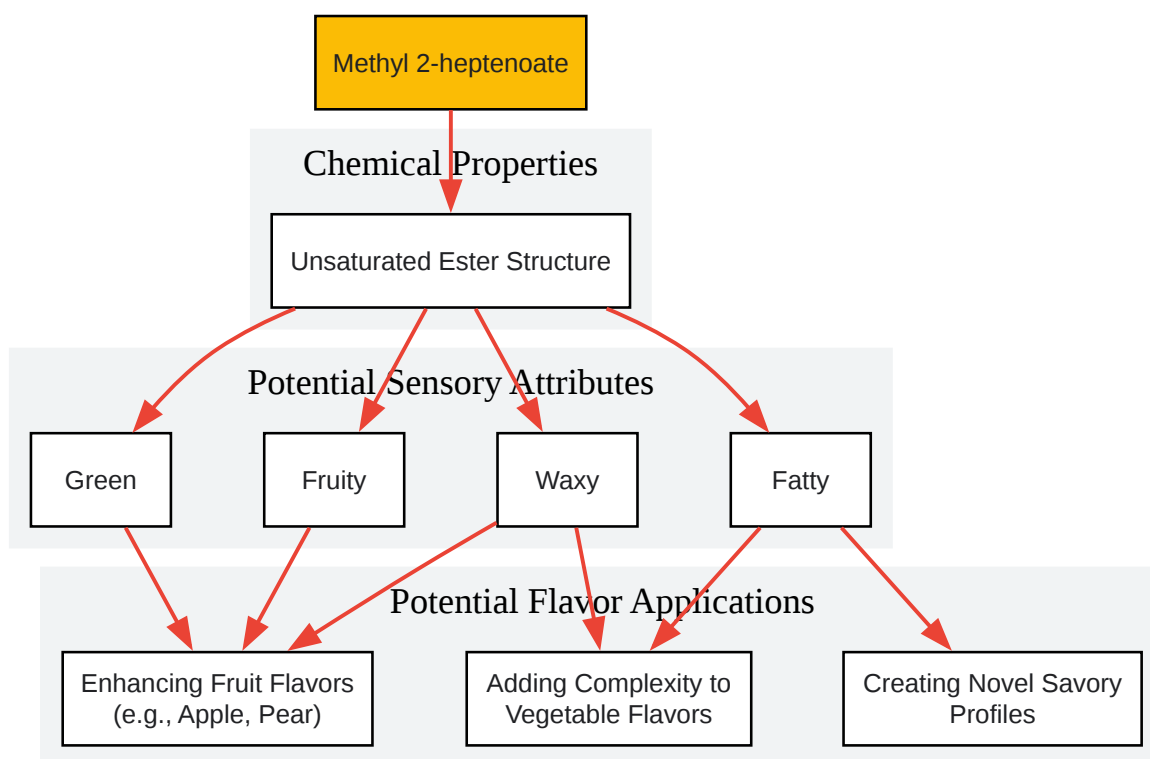 Methyl 2-heptenoate
Chemical Properties
Unsaturated Ester Structure
Potential Sensory Attributes
Green
Fruity
Waxy
Fatty
Potential Flavor Applications
Enhancing Fruit Flavors
(e.g., Apple, Pear)
Adding Complexity to
Vegetable Flavors
Creating Novel Savory
Profiles